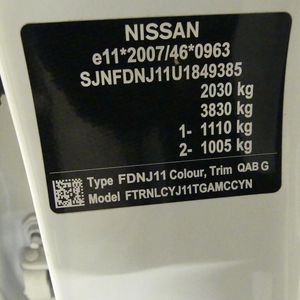 NISSAN
e11*2007/46*0963
SJNFDNJ11U1849385
2030 kg
3830 kg
1- 1110 kg
2- 1005 kg
Type FDNJ11 Colour, Trim QAB G
Model FTRNLCYJ11TGAMCCYN